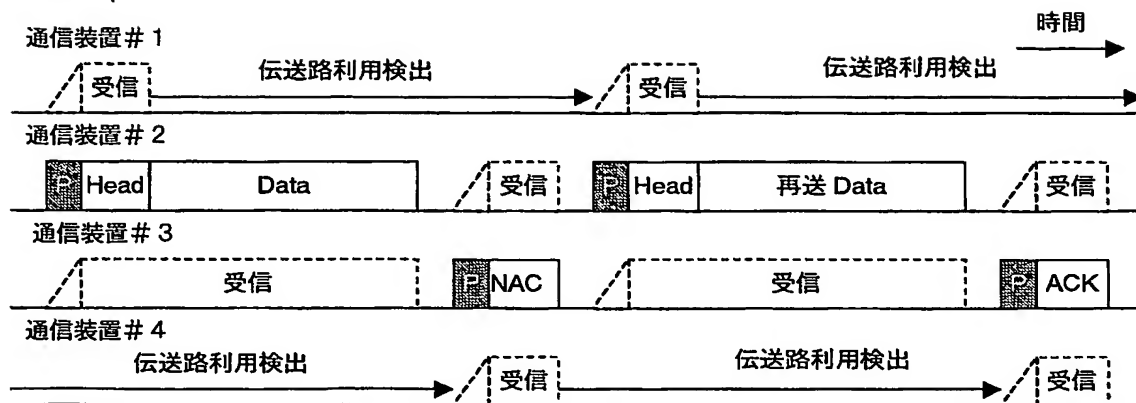 時間
通信装置#1
受信
伝送路利用検出
受信
伝送路利用検出
通信装置#2
P Head Data 受信 P Head 再送 Data 受信
通信装置#3
受信 P NAC 受信 P ACK
通信装置#4
伝送路利用検出 受信 伝送路利用検出 受信